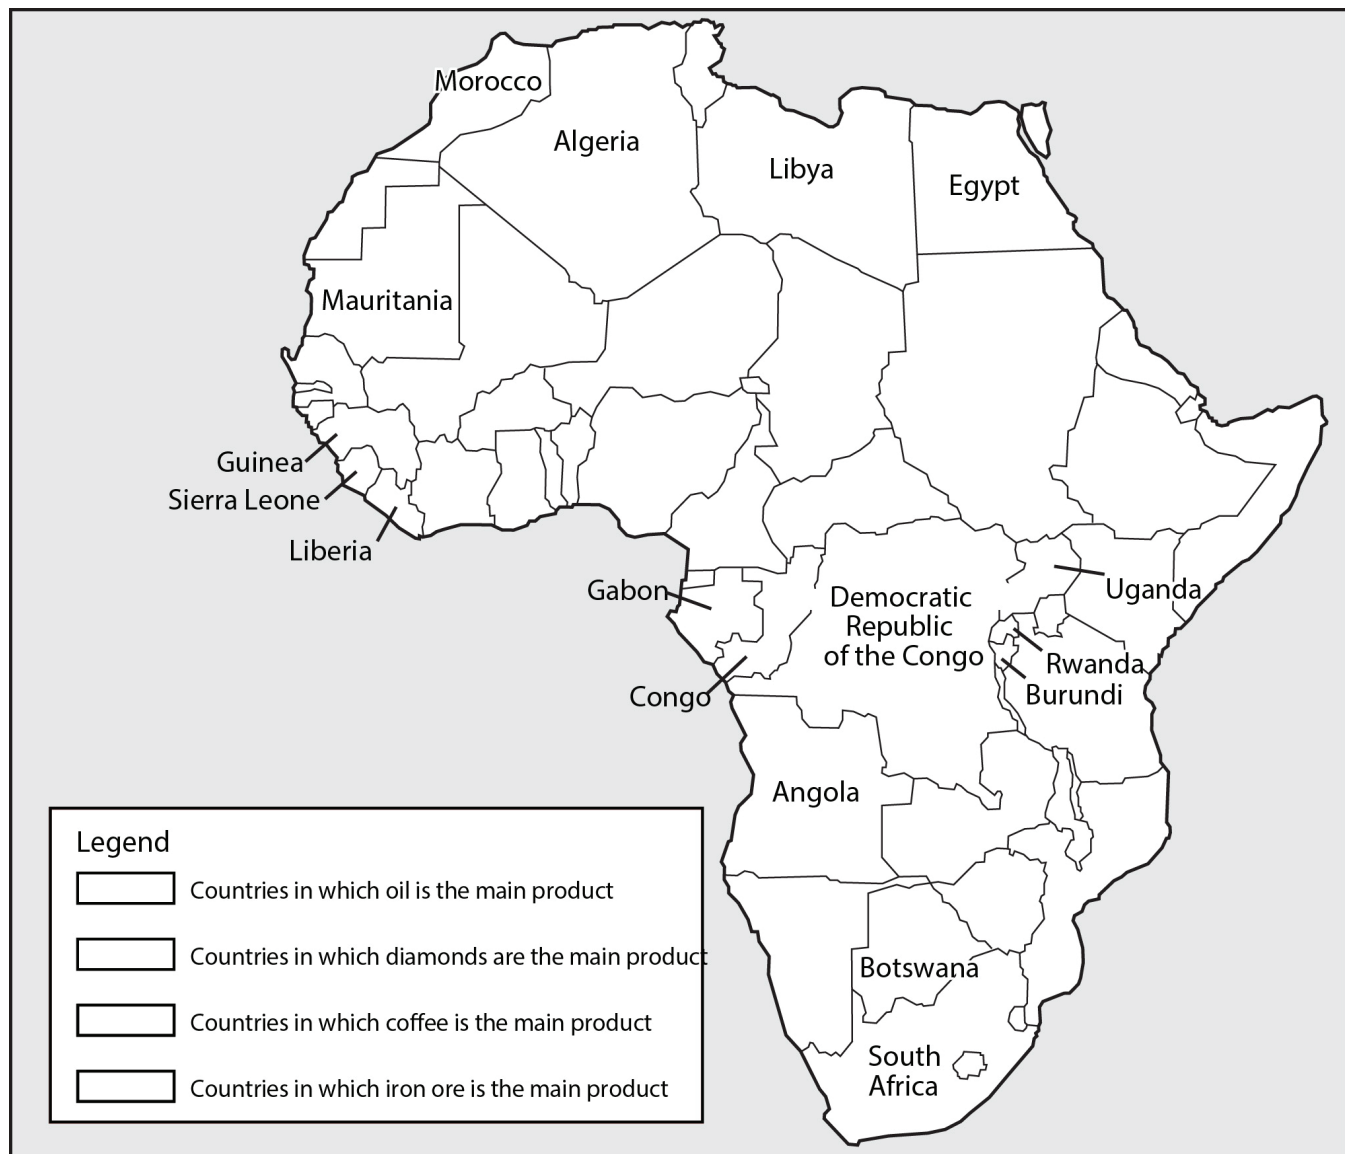 Morocco
Algeria
Libya
Egypt
Mauritania
Guinea
Sierra Leone
Liberia
Gabon
Congo
Democratic
Republic
of the Congo
Uganda
Rwanda
Burundi
Angola
Botswana
South
Africa
Legend
Countries in which oil is the main product
Countries in which diamonds are the main product
Countries in which coffee is the main product
Countries in which iron ore is the main product